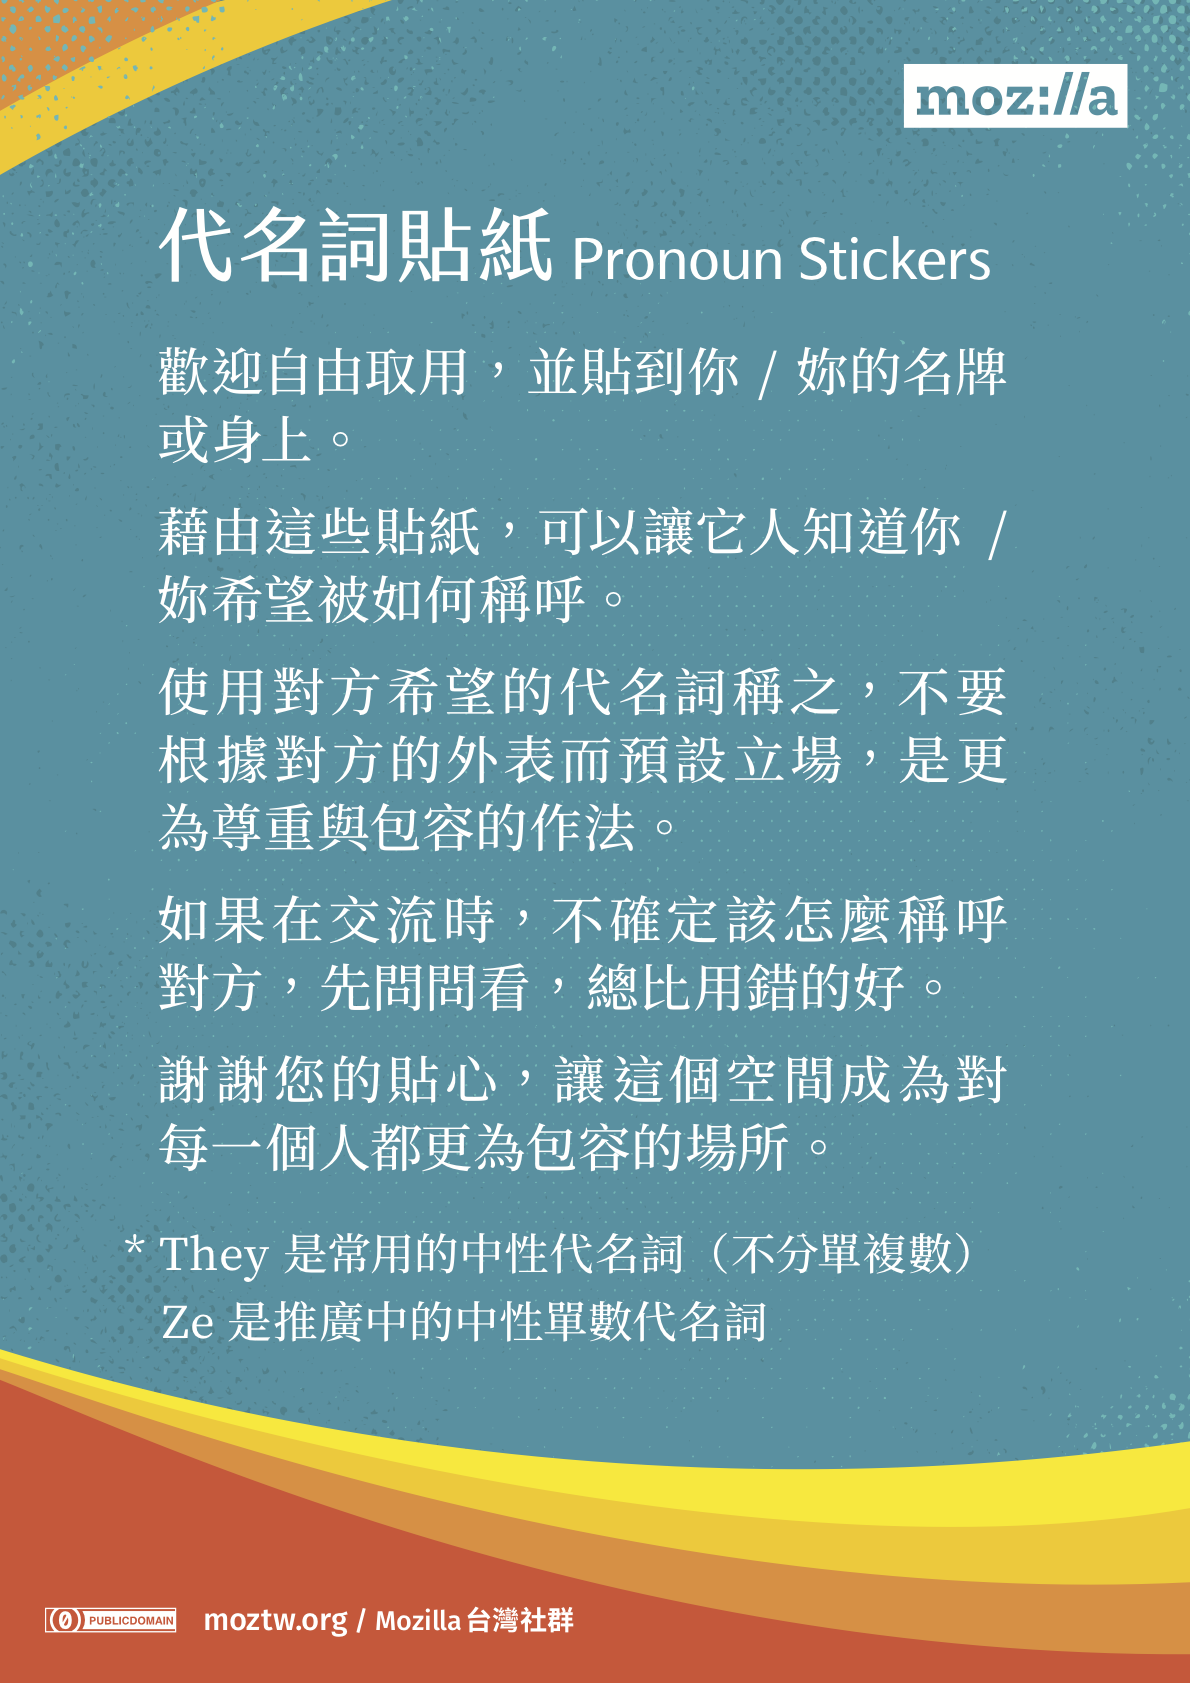 moz://a
代名詞貼紙 Pronoun Stickers
歡迎自由取用，並貼到你 / 妳的名牌
或身上。
藉由這些貼紙，可以讓它人知道你 /
妳希望被如何稱呼。
使用對方希望的代名詞稱之，不要
根據對方的外表而預設立場，是更
為尊重與包容的作法。
如果在交流時，不確定該怎麼稱呼
對方，先問問看，總比用錯的好。
謝謝您的貼心，讓這個空間成為對
每一個人都更為包容的場所。
* They 是常用的中性代名詞（不分單複數）
Ze 是推廣中的中性單數代名詞
0 PUBLICDOMAIN moztw.org / Mozilla 台灣社群